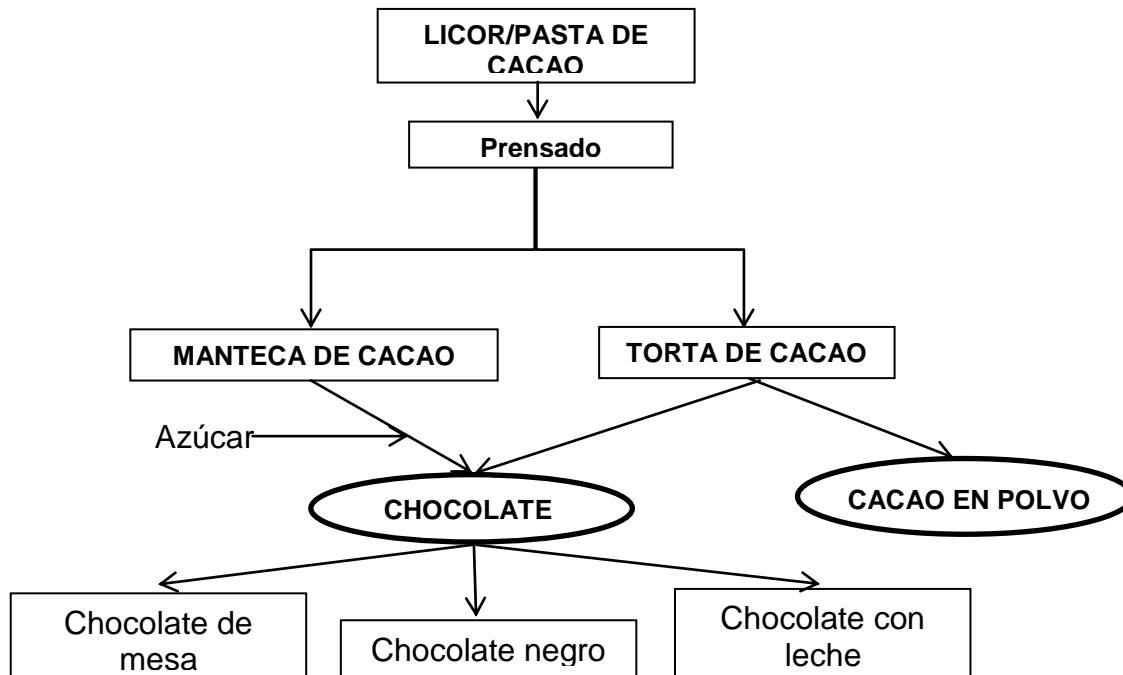 LICOR/PASTA DE
CACAO
Prensado
MANTECA DE CACAO
TORTA DE CACAO
Azúcar
CHOCOLATE
CACAO EN POLVO
Chocolate de
mesa
Chocolate negro
Chocolate con
leche